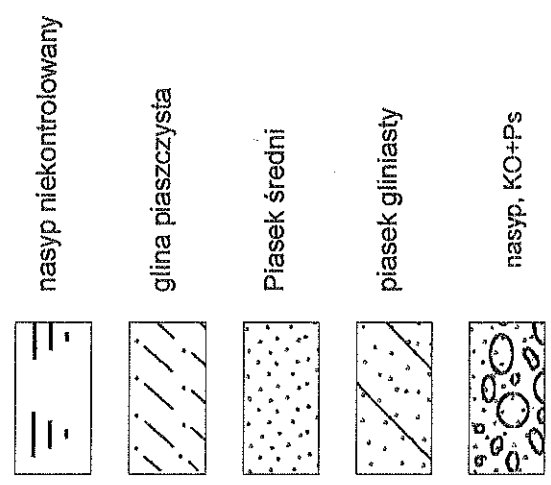 nasyp niekontrolowany
glina piaszczysta
Piasek średni
piasek gliniasty
nasyp, KO+Ps